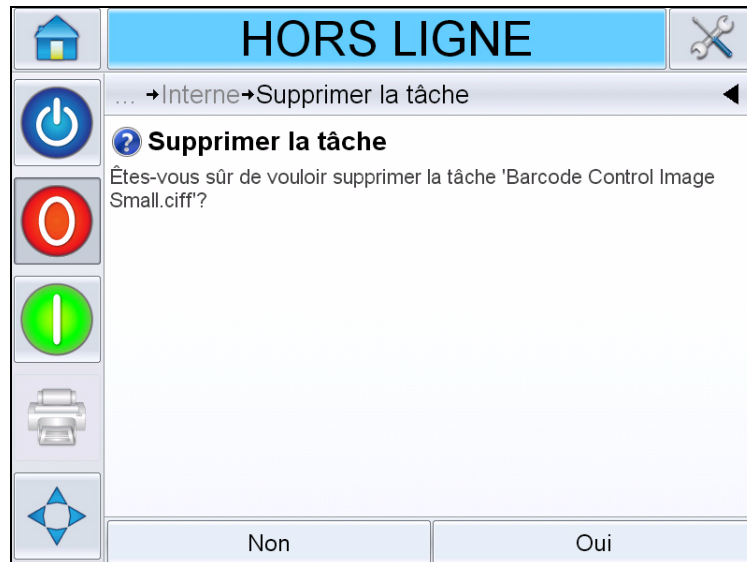 HORS LIGNE
... →Interne→Supprimer la tâche
Supprimer la tâche
Êtes-vous sûr de vouloir supprimer la tâche 'Barcode Control Image
Small.ciff'?
Non
Oui